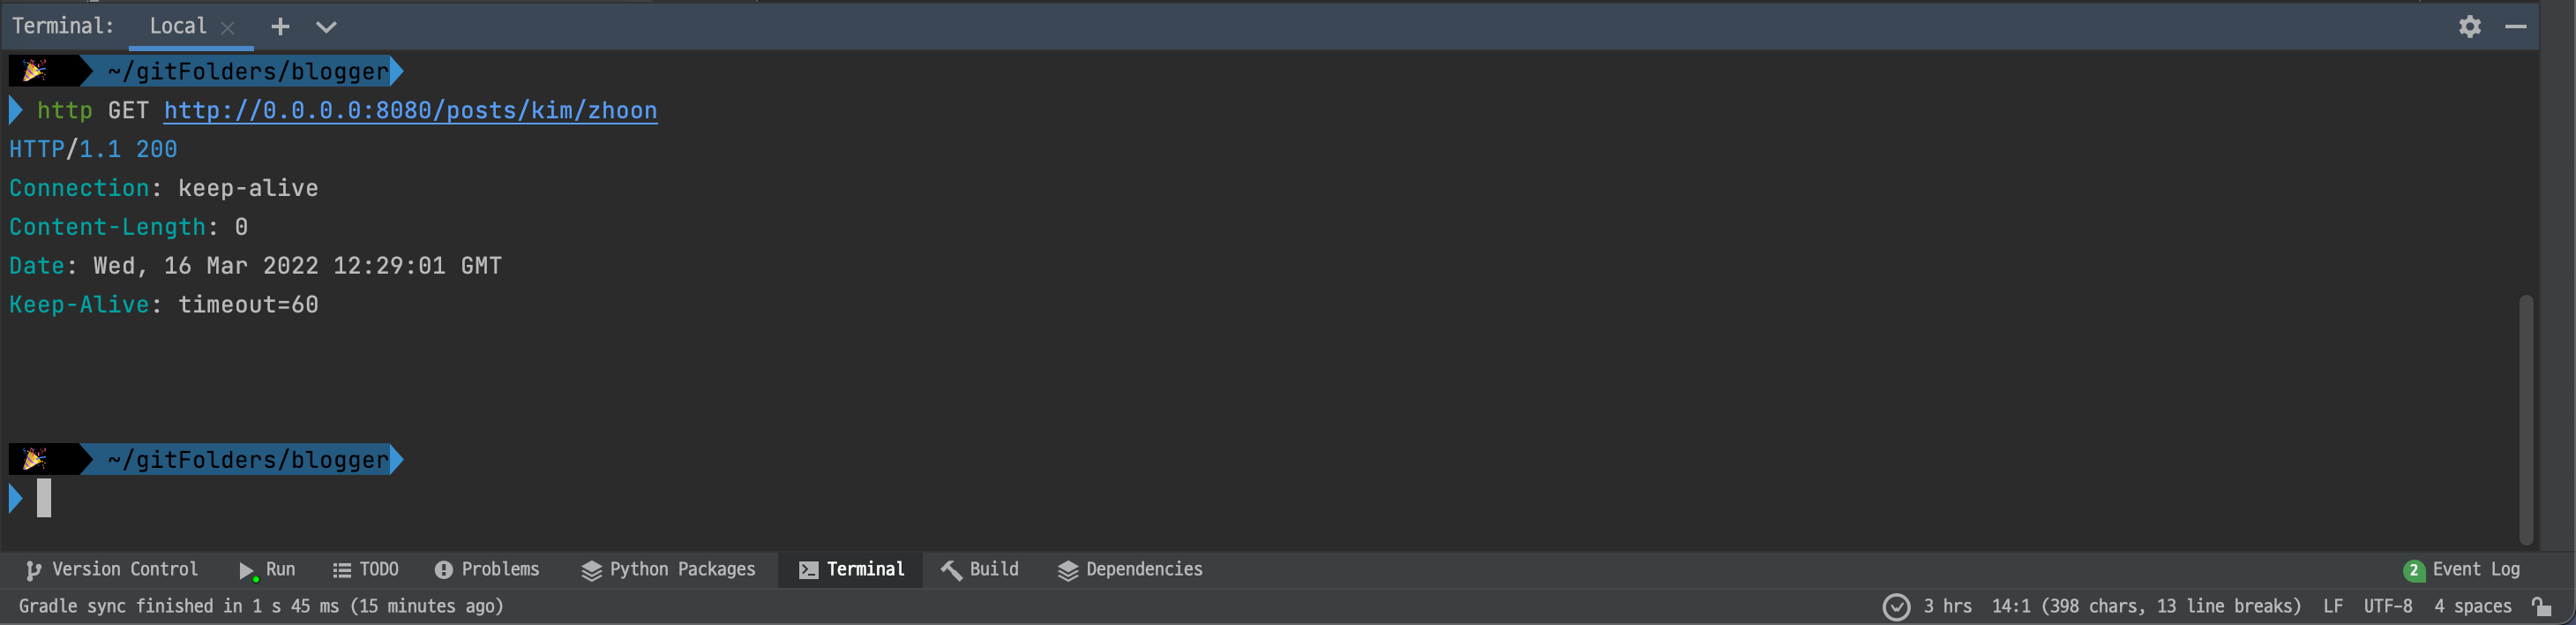 Terminal: Local
~/gitFolders/blogger
http GET http://0.0.0.0:8080/posts/kim/zhoon
HTTP/1.1 200
Connection: keep-alive
Content-Length: 0
Date: Wed, 16 Mar 2022 12:29:01 GMT
Keep-Alive: timeout=60
~/gitFolders/blogger
Version Control Run TODO Problems Python Packages Terminal Build Dependencies 2 Event Log
Gradle sync finished in 1 s 45 ms (15 minutes ago) 3 hrs 14:1 (398 chars, 13 line breaks) LF UTF-8 4 spaces